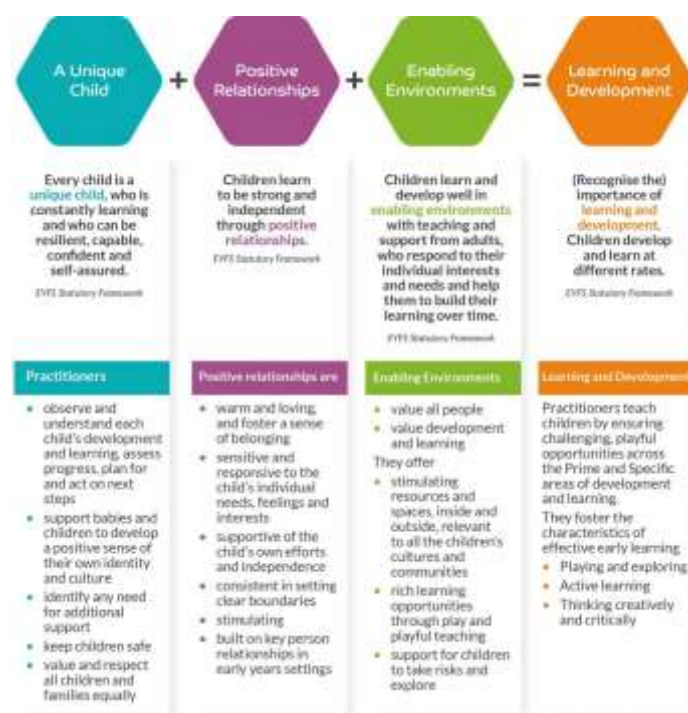 A Unique
Child
+
Positive
Relationships
+
Enabling
Environments
=
Learning and
Development
Every child is a
unique child, who is
constantly learning
and who can be
resilient, capable,
confident and
self-assured.
EYFS Statutory Framework
Children learn
to be strong and
independent
through positive
relationships.
EYFS Statutory Framework
Children learn and
develop well in
enabling environments
with teaching and
support from adults,
who respond to their
individual interests
and needs and help
them to build their
learning over time.
EYFS Statutory Framework
(Recognise the)
importance of
learning and
development.
Children develop
and learn at
different rates.
EYFS Statutory Framework
Practitioners
• observe and
understand each
child's development
and learning, assess
progress, plan for
and act on next
steps
• support babies and
children to develop
a positive sense of
their own identity
and culture
• identify any need
for additional
support
• keep children safe
• value and respect
all children and
families equally
Positive relationships are
• warm and loving,
and foster a sense
of belonging
• sensitive and
responsive to the
child's individual
needs, feelings and
interests
• supportive of the
child's own efforts
and independence
• consistent in setting
clear boundaries
• stimulating
• built on key person
relationships in
early years settings
Enabling Environments
• value all people
• value development
and learning
They offer
• stimulating
resources and
spaces, inside and
outside, relevant
to all the children's
cultures and
communities
• rich learning
opportunities
through play and
playful teaching
• support for children
to take risks and
explore
Learning and Development
Practitioners teach
children by ensuring
challenging, playful
opportunities across
the Prime and Specific
areas of development
and learning.
They foster the
characteristics of
effective early learning
• Playing and exploring
• Active learning
• Thinking creatively
and critically